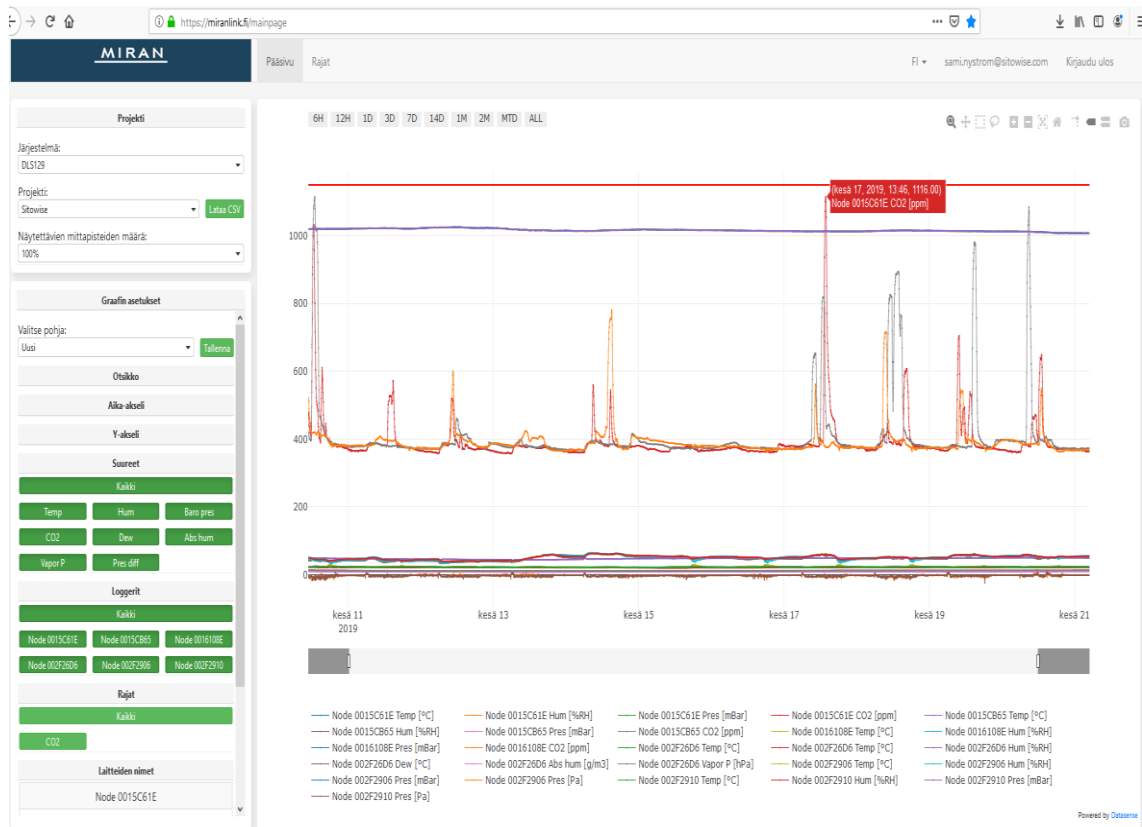 https://miranlink.fi/mainpage
MIRAN
Pääsivu Rajat FI sami.nystrom@sitowise.com Kirjaudu ulos
Projekti
Järjestelmä:
DLS129
Projekti:
Sitowise Lataa CSV
Näytettävien mittapisteiden määrä:
100%
Graafin asetukset
Valitse pohja:
Uusi Tallenna
Otsikko
Aika-akseli
Y-akseli
Suureet
Kaikki
Temp Hum Baro pres
CO2 Dew Abs hum
Vapor P Pres diff
Loggerit
Kaikki
Node 0015C61E Node 0015CB65 Node 0016108E
Node 002F26D6 Node 002F2906 Node 002F2910
Rajat
Kaikki
CO2
Laitteiden nimet
Node 0015C61E
6H 12H 1D 3D 7D 14D 1M 2M MTD ALL
(kesä 17, 2019, 13:46, 1116.00)
Node 0015C61E CO2 [ppm]
1000
800
600
400
200
0
kesä 11 kesä 13 kesä 15 kesä 17 kesä 19 kesä 21
2019
Node 0015C61E Temp [ºC] Node 0015C61E Hum [%RH] Node 0015C61E Pres [mBar] Node 0015C61E CO2 [ppm] Node 0015CB65 Temp [ºC]
Node 0015CB65 Hum [%RH] Node 0015CB65 Pres [mBar] Node 0015CB65 CO2 [ppm] Node 0016108E Temp [ºC] Node 0016108E Hum [%RH]
Node 0016108E Pres [mBar] Node 0016108E CO2 [ppm] Node 002F26D6 Temp [ºC] Node 002F26D6 Temp [ºC] Node 002F26D6 Hum [%RH]
Node 002F26D6 Dew [ºC] Node 002F26D6 Abs hum [g/m3] Node 002F26D6 Vapor P [hPa] Node 002F2906 Temp [ºC] Node 002F2906 Hum [%RH]
Node 002F2906 Pres [mBar] Node 002F2906 Pres [Pa] Node 002F2910 Temp [ºC] Node 002F2910 Hum [%RH] Node 002F2910 Pres [mBar]
Node 002F2910 Pres [Pa]
Powered by Datasense